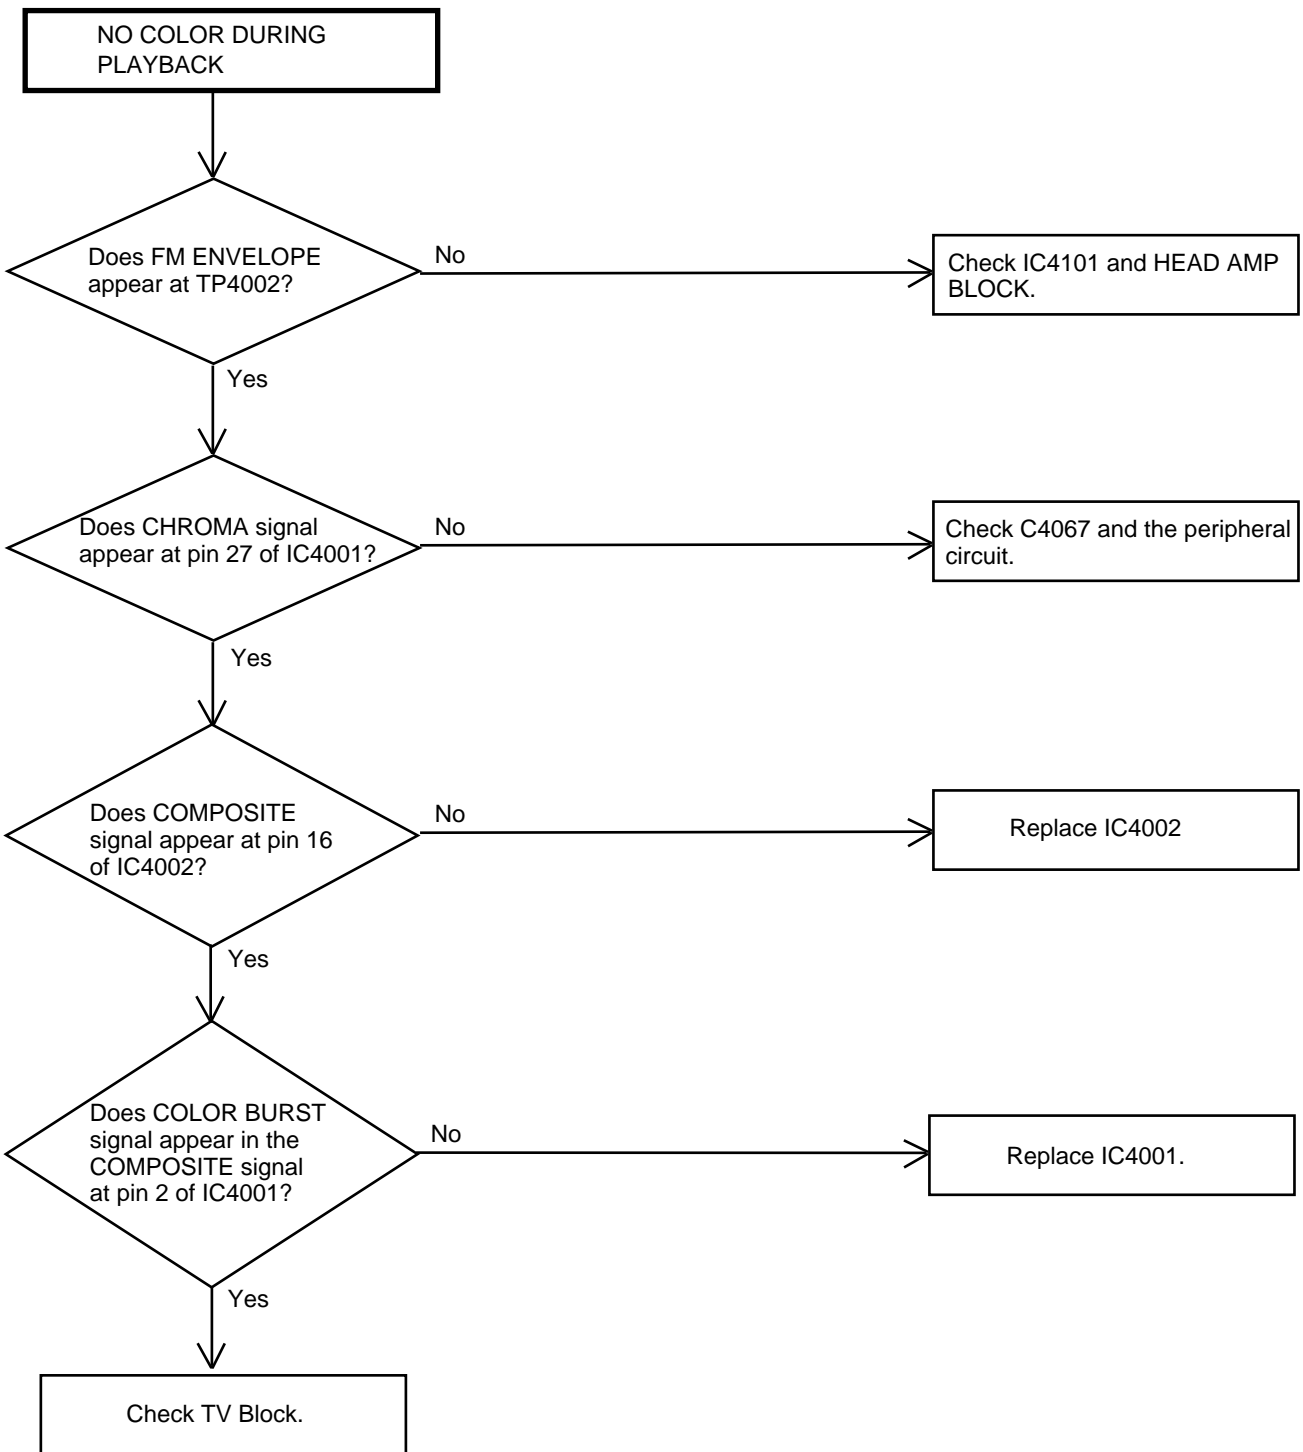 NO COLOR DURING
PLAYBACK
Does FM ENVELOPE
appear at TP4002?
No
Check IC4101 and HEAD AMP
BLOCK.
Yes
Does CHROMA signal
appear at pin 27 of IC4001?
No
Check C4067 and the peripheral
circuit.
Yes
Does COMPOSITE
signal appear at pin 16
of IC4002?
No
Replace IC4002
Yes
Does COLOR BURST
signal appear in the
COMPOSITE signal
at pin 2 of IC4001?
No
Replace IC4001.
Yes
Check TV Block.